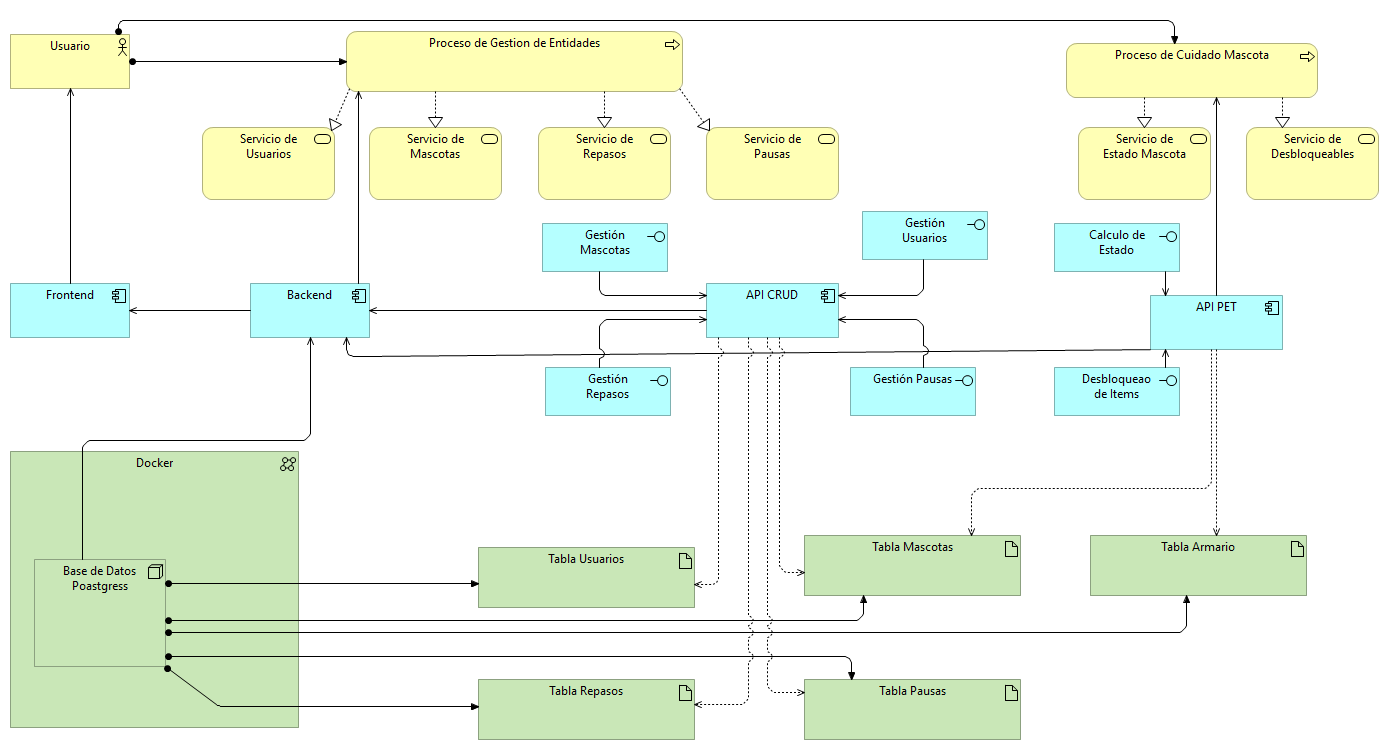 Usuario
Proceso de Gestion de Entidades
Proceso de Cuidado Mascota
Servicio de
Usuarios
Servicio de
Mascotas
Servicio de
Repasos
Servicio de
Pausas
Servicio de
Estado Mascota
Servicio de
Desbloqueables
Gestión
Mascotas
Gestión
Usuarios
Calculo de
Estado
Frontend
Backend
API CRUD
API PET
Gestión
Repasos
Gestión Pausas
Desbloqueao
de Items
Docker
Base de Datos
Poastgress
Tabla Usuarios
Tabla Mascotas
Tabla Armario
Tabla Repasos
Tabla Pausas